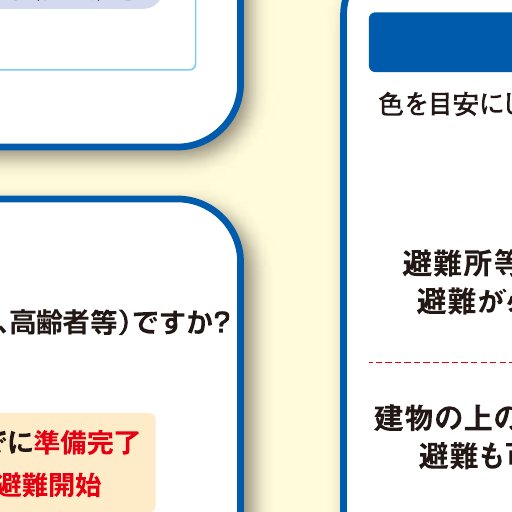 、高齢者等)ですか?
でに準備完了
避難開始
色を目安に
避難所等
避難が
建物の上の
避難も可